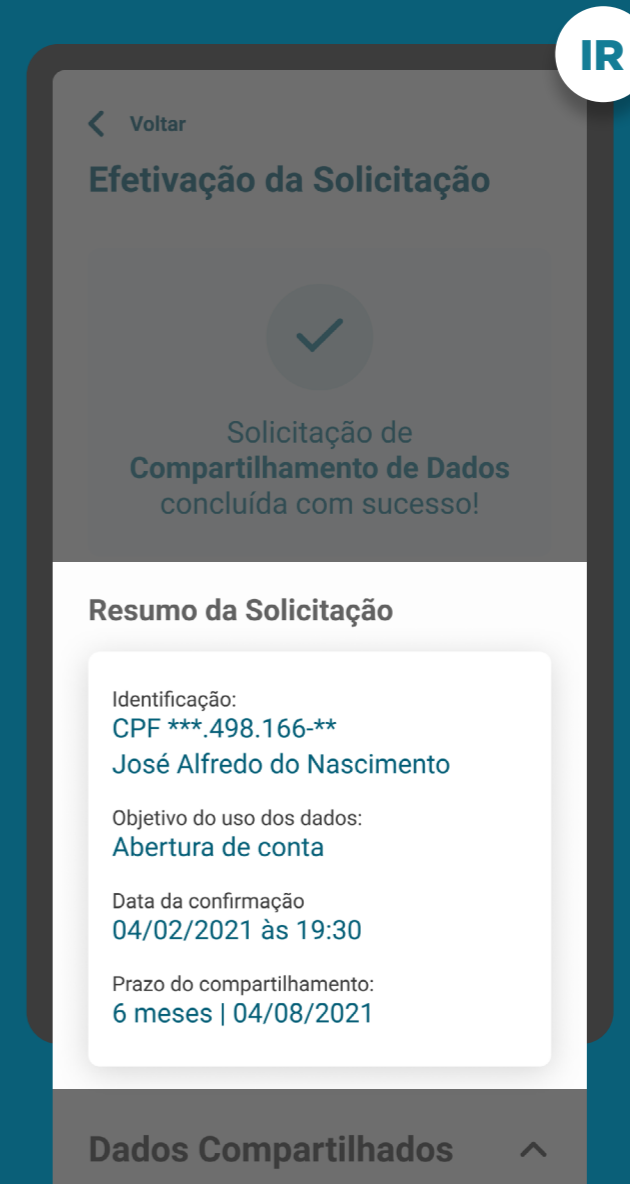 IR
Voltar
Efetivação da Solicitação
Solicitação de
Compartilhamento de Dados
concluída com sucesso!
Resumo da Solicitação
Identificação:
CPF ***.498.166-**
José Alfredo do Nascimento
Objetivo do uso dos dados:
Abertura de conta
Data da confirmação
04/02/2021 às 19:30
Prazo do compartilhamento:
6 meses | 04/08/2021
Dados Compartilhados